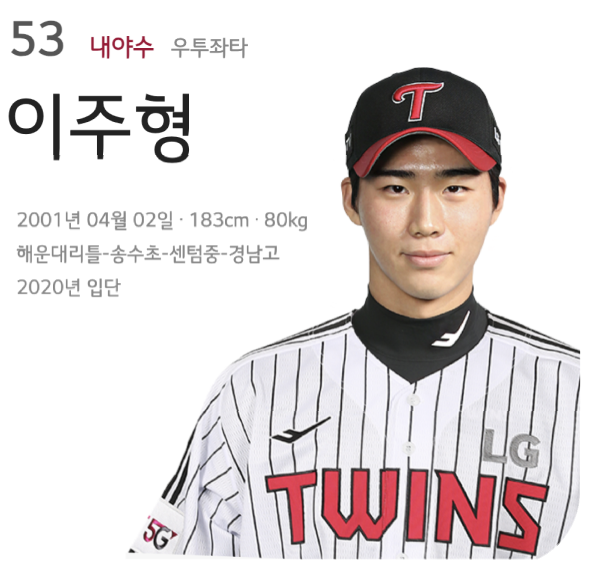 53 내야수 우투좌타
이주형
2001년 04월 02일 · 183cm · 80kg
해운대리틀-송수초-센텀중-경남고
2020년 입단
T
LG
TWINS
5G